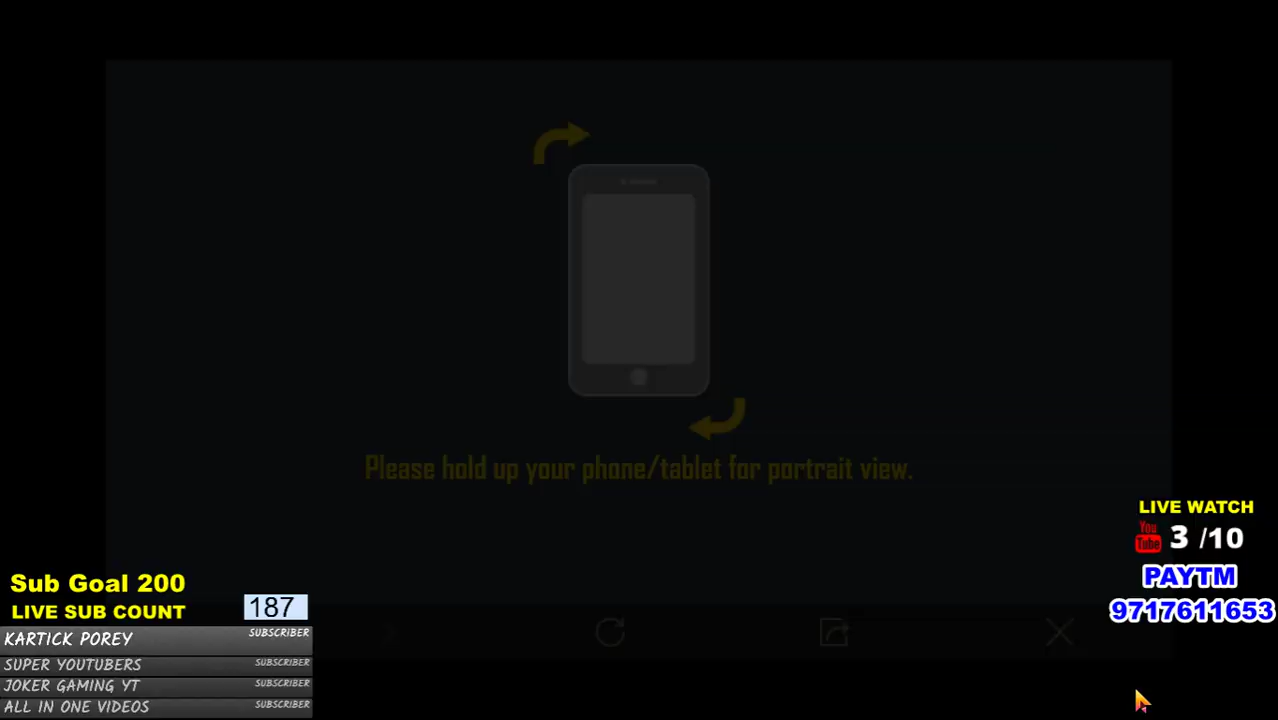 Please hold up your phone/tablet for portrait view.
LIVE WATCH
You Tube 3 /10
PAYTM
9717611653
Sub Goal 200
LIVE SUB COUNT 187
KARTICK POREY SUBSCRIBER
SUPER YOUTUBERS SUBSCRIBER
JOKER GAMING YT SUBSCRIBER
ALL IN ONE VIDEOS SUBSCRIBER